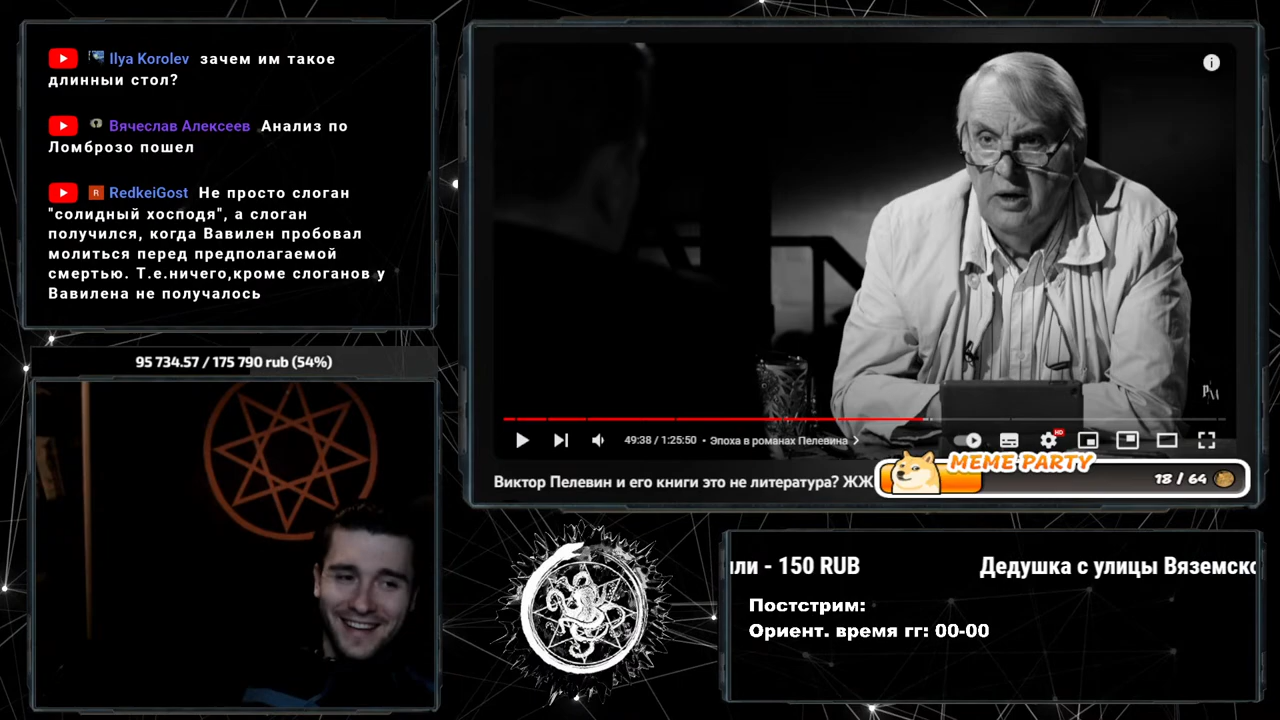 Ilya Korolev зачем им такое
длинныи стол?
Вячеслав Алексеев Анализ по
Ломброзо пошел
R RedkeiGost Не просто слоган
"солидный хосподя", а слоган
получился, когда Вавилен пробовал
молиться перед предполагаемой
смертью. Т.е.ничего,кроме слоганов у
Вавилена не получалось
95 734.57 / 175 790 rub (54%)
49:38 / 1:25:50 • Эпоха в романах Пелевина
HD
Виктор Пелевин и его книги это не литература? ЖЖ
MEME PARTY
18 / 64
или - 150 RUB
Дедушка с улицы Вяземско
Постстрим:
Ориент. время гг: 00-00